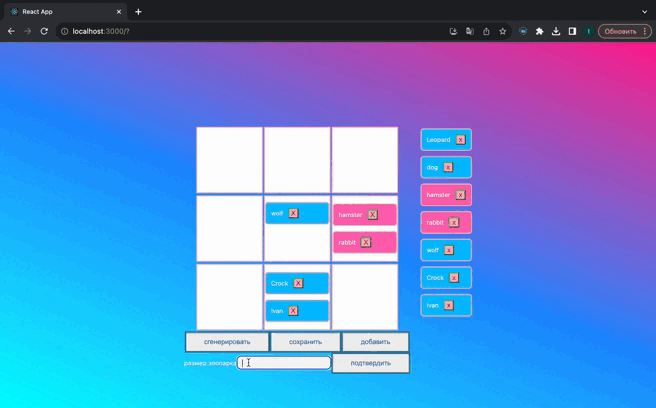 React App
localhost:3000/?
Обновить
Leopard x
dog x
hamster x
rabbit x
wolf x
Crock x
Ivan x
wolf X
hamster X
rabbit X
Crock X
Ivan X
сгенерировать сохранить добавить
размер зоопарка подтвердить